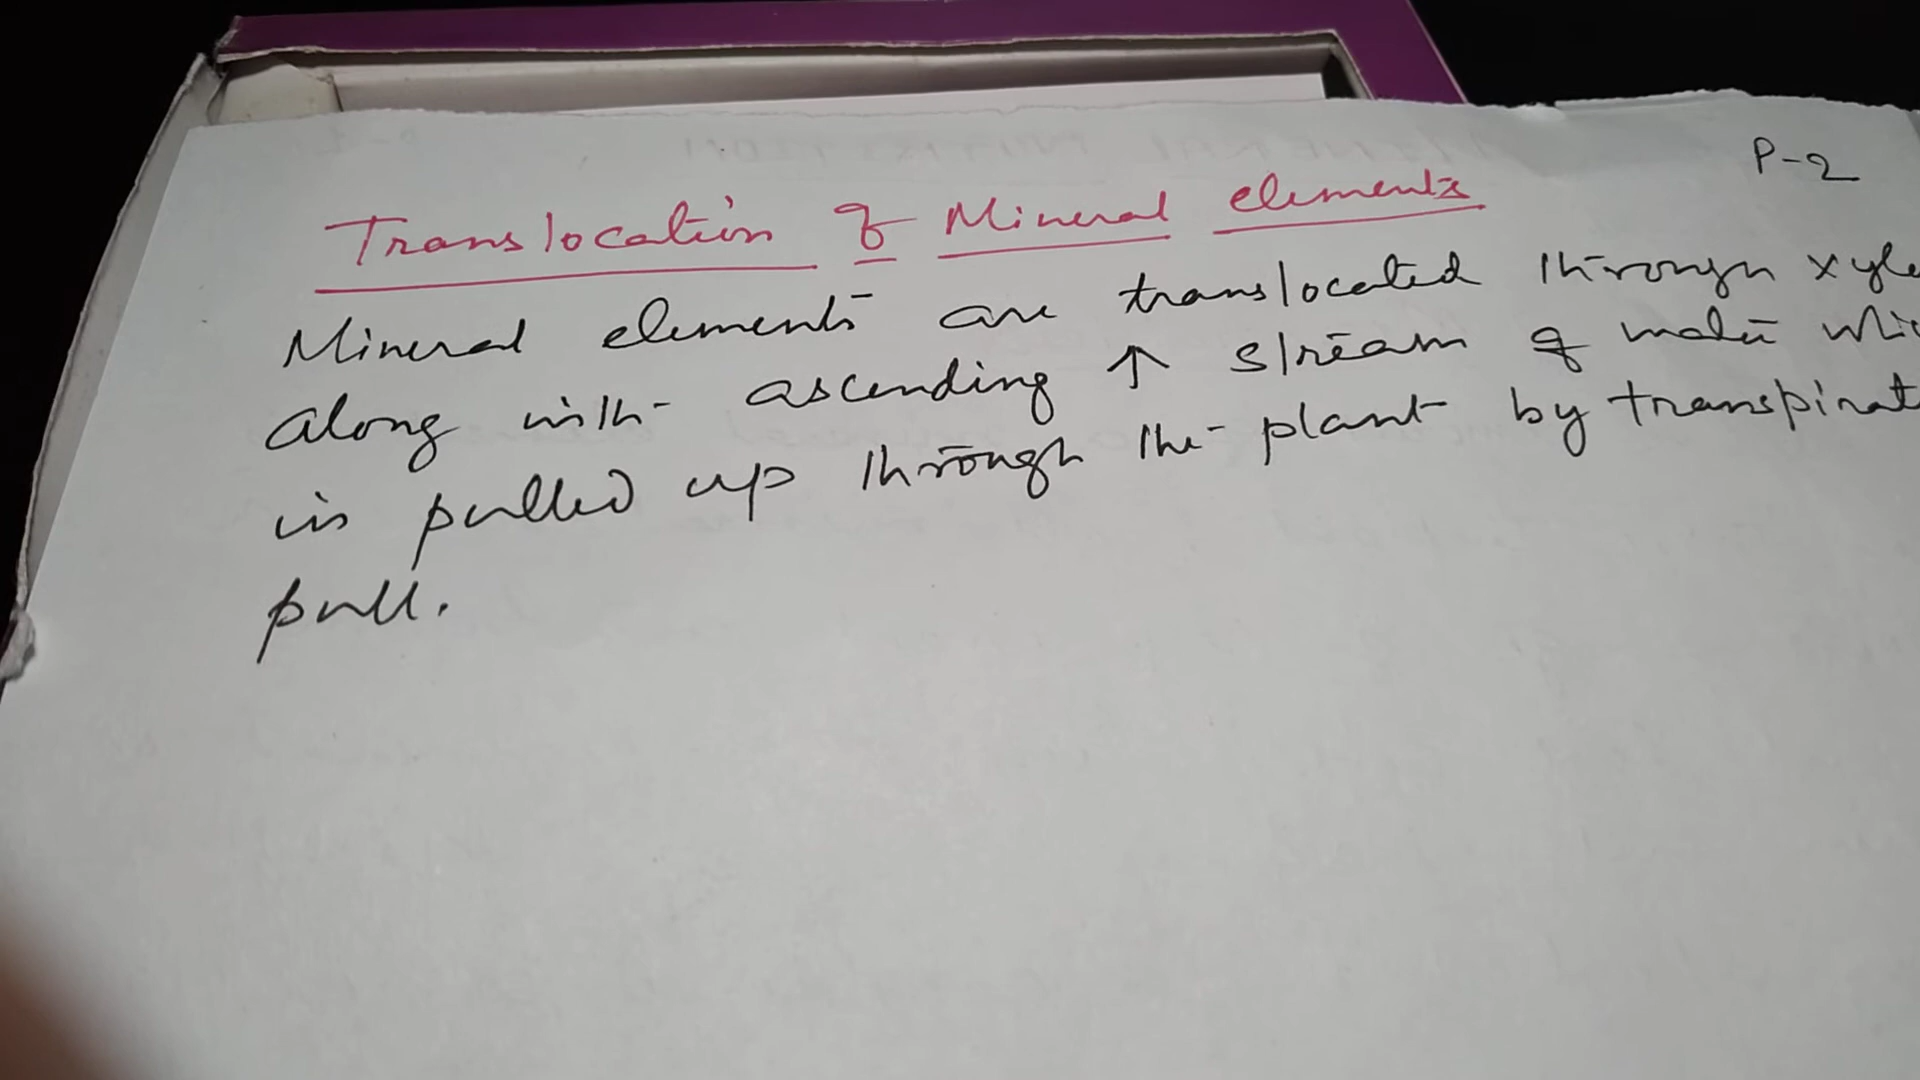 P-2
Translocation of Mineral elements
Mineral elements are translocated through xyle
along with ascending ↑ stream of water whic
is pulled up through the plant by transpirat
pull.